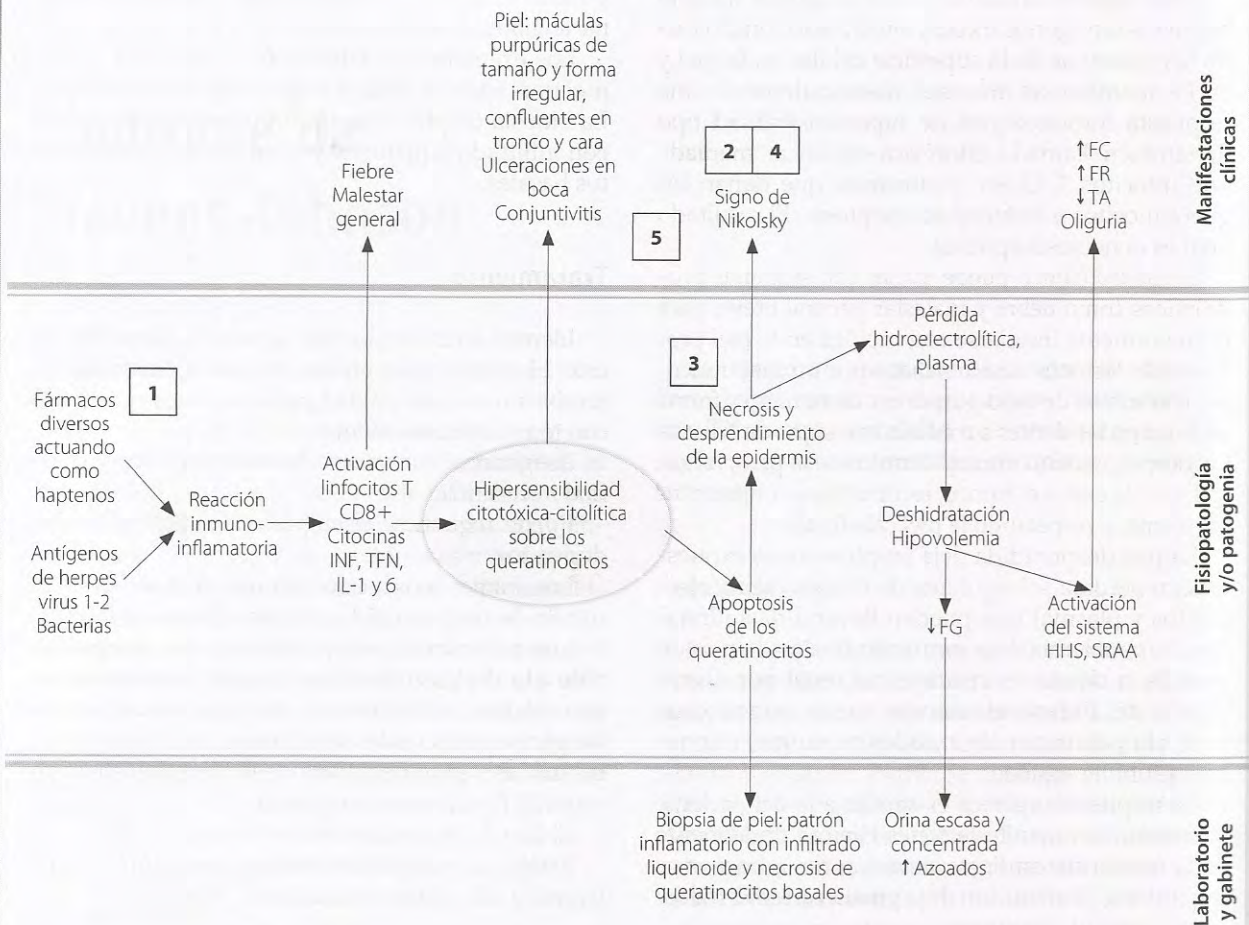 Piel: máculas
purpúricas de
tamaño y forma
irregular,
confluentes en
tronco y cara
Ulceraciones en
boca
Conjuntivitis
Fiebre
Malestar
general
5
2 4
Signo de
Nikolsky
↑FC
↑FR
↓TA
Oliguria
Manifestaciones
clínicas
1
Fármacos
diversos
actuando
como
haptenos
Antígenos
de herpes
virus 1-2
Bacterias
Reacción
inmuno-
inflamatoria
Activación
linfocitos T
CD8+
Citocinas
INF, TFN,
IL-1 y 6
Hipersensibilidad
citotóxica-citolítica
sobre los
queratinocitos
3
Necrosis y
desprendimiento
de la epidermis
Pérdida
hidroelectrolítica,
plasma
Deshidratación
Hipovolemia
Apoptosis
de los
queratinocitos
↓FG
Activación
del sistema
HHS, SRAA
Fisiopatología
y/o patogenia
Biopsia de piel: patrón
inflamatorio con infiltrado
liquenoide y necrosis de
queratinocitos basales
Orina escasa y
concentrada
↑Azoados
Laboratorio
y gabinete